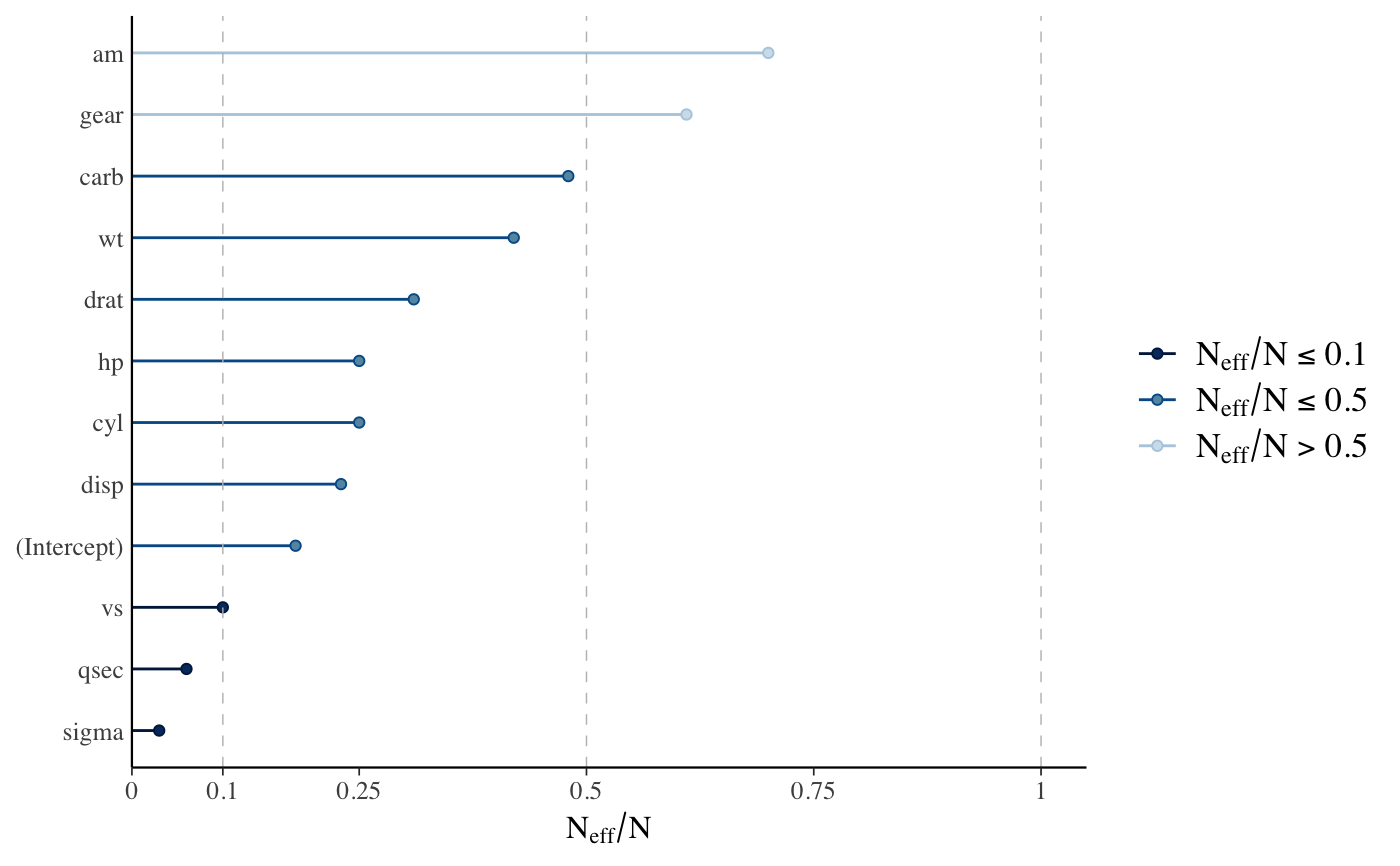 am
gear
carb
wt
drat
hp
cyl
disp
(Intercept)
vs
qsec
sigma
0 0.1 0.25 0.5 0.75 1
Neff/N
Neff/N ≤ 0.1
Neff/N ≤ 0.5
Neff/N > 0.5